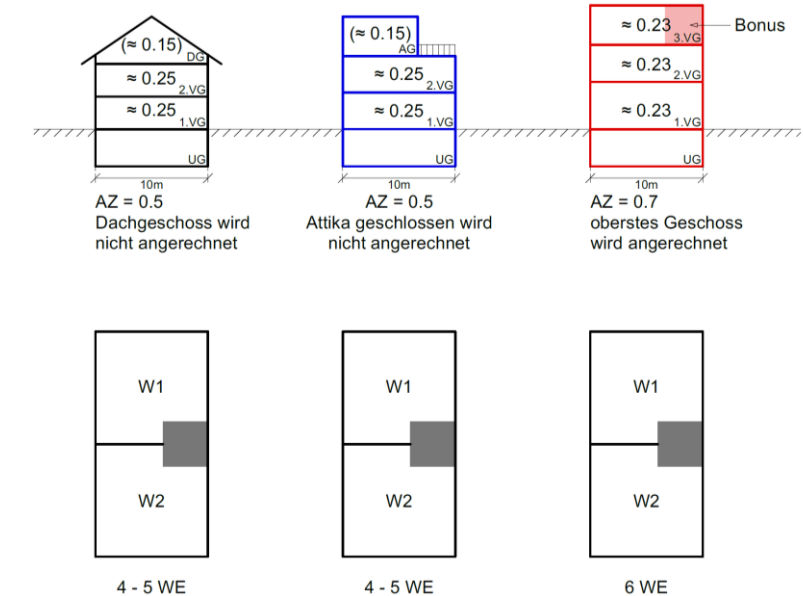 (≈ 0.15)
DG
≈ 0.25
2.VG
≈ 0.25
1.VG
UG
10m
AZ = 0.5
Dachgeschoss wird
nicht angerechnet
(≈ 0.15)
AG
≈ 0.25
2.VG
≈ 0.25
1.VG
UG
10m
AZ = 0.5
Attika geschlossen wird
nicht angerechnet
≈ 0.23
3.VG
Bonus
≈ 0.23
2.VG
≈ 0.23
1.VG
UG
10m
AZ = 0.7
oberstes Geschoss
wird angerechnet
W1
W2
4 - 5 WE
W1
W2
4 - 5 WE
W1
W2
6 WE